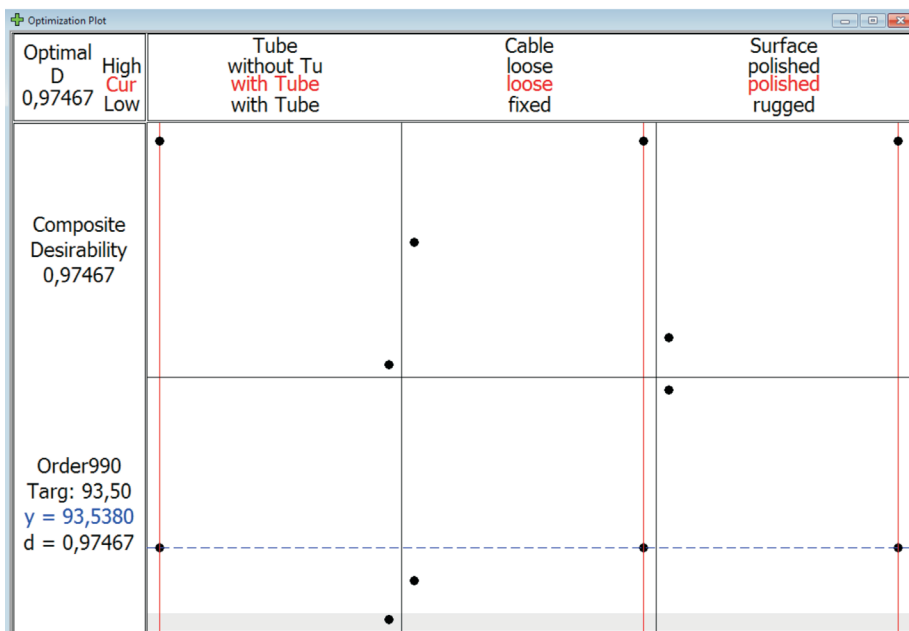 Optimization Plot
Optimal
D
0,97467
High
Cur
Low
Tube
without Tu
with Tube
with Tube
Cable
loose
loose
fixed
Surface
polished
polished
rugged
Composite
Desirability
0,97467
Order990
Targ: 93,50
y = 93,5380
d = 0,97467